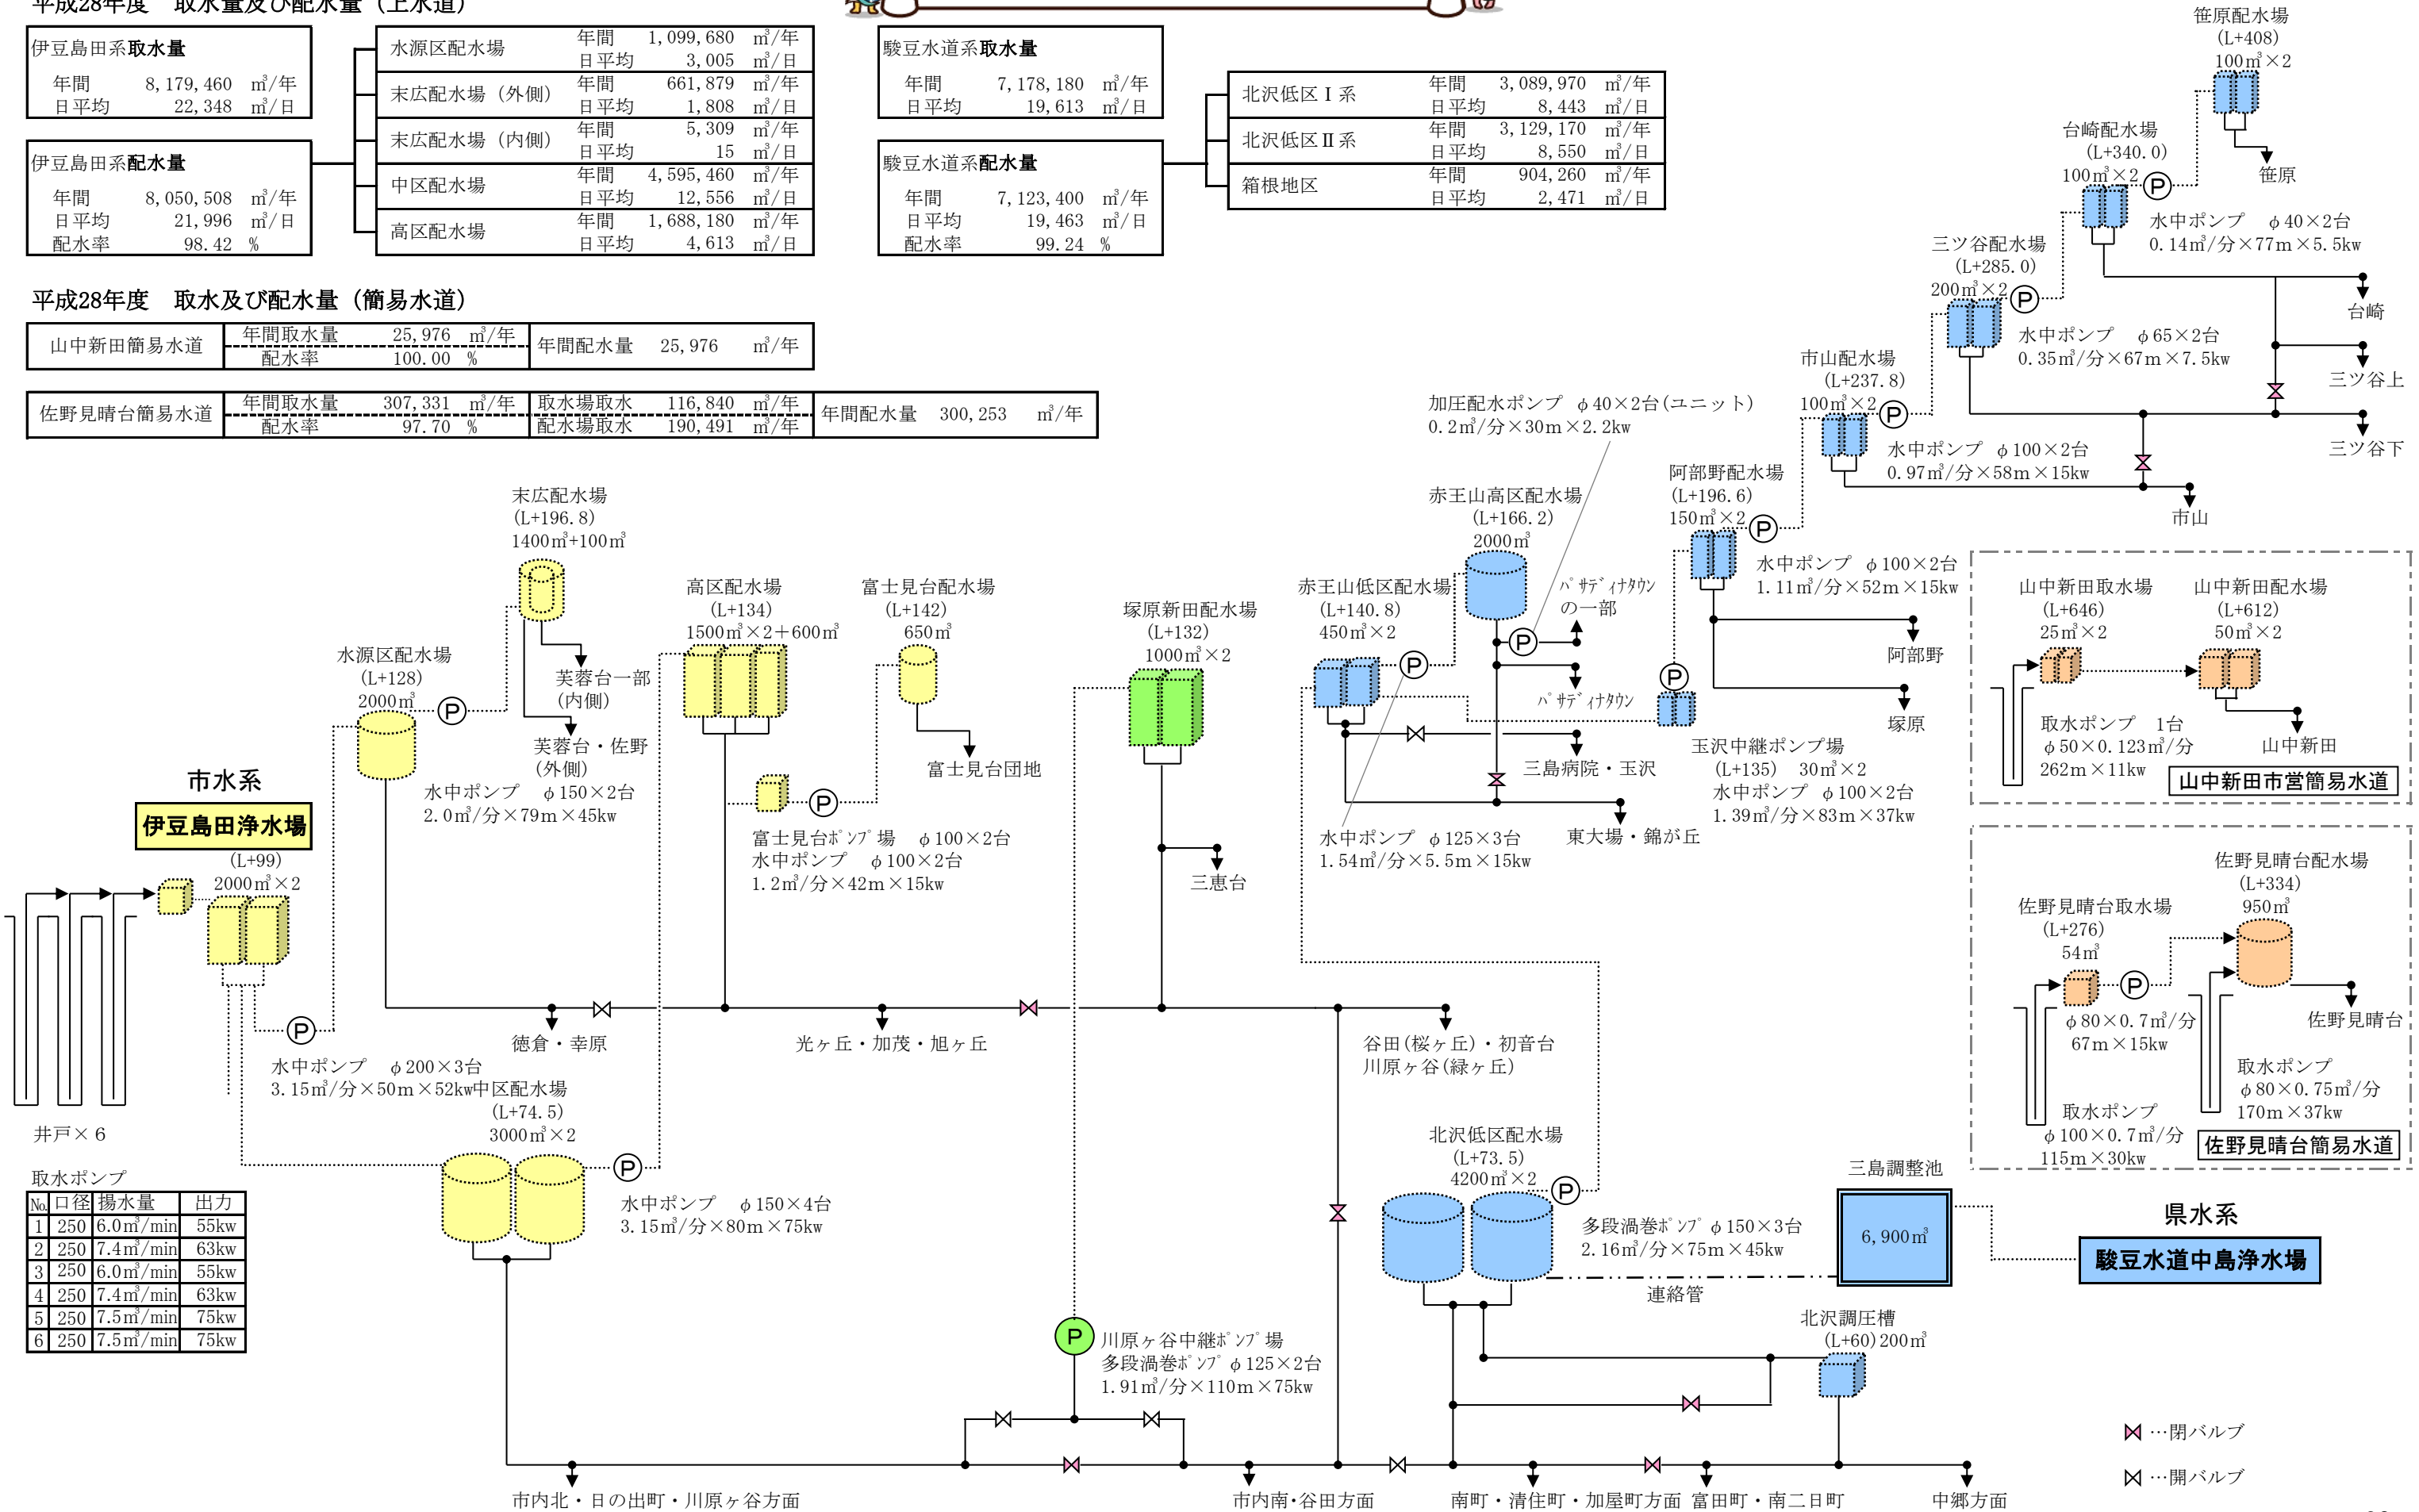 平成28年度　取水量及び配水量（上水道）
伊豆島田系取水量
年間 8,179,460 ㎥/年
日平均 22,348 ㎥/日
伊豆島田系配水量
年間 8,050,508 ㎥/年
日平均 21,996 ㎥/日
配水率 98.42 %
水源区配水場 年間 1,099,680 ㎥/年
日平均 3,005 ㎥/日
末広配水場（外側） 年間 661,879 ㎥/年
日平均 1,808 ㎥/日
末広配水場（内側） 年間 5,309 ㎥/年
日平均 15 ㎥/日
中区配水場 年間 4,595,460 ㎥/年
日平均 12,556 ㎥/日
高区配水場 年間 1,688,180 ㎥/年
日平均 4,613 ㎥/日
駿豆水道系取水量
年間 7,178,180 ㎥/年
日平均 19,613 ㎥/日
駿豆水道系配水量
年間 7,123,400 ㎥/年
日平均 19,463 ㎥/日
配水率 99.24 %
北沢低区Ⅰ系 年間 3,089,970 ㎥/年
日平均 8,443 ㎥/日
北沢低区Ⅱ系 年間 3,129,170 ㎥/年
日平均 8,550 ㎥/日
箱根地区 年間 904,260 ㎥/年
日平均 2,471 ㎥/日
平成28年度　取水及び配水量（簡易水道）
山中新田簡易水道 年間取水量 25,976 ㎥/年 年間配水量 25,976 ㎥/年
配水率 100.00 %
佐野見晴台簡易水道 年間取水量 307,331 ㎥/年 取水場取水 116,840 ㎥/年 年間配水量 300,253 ㎥/年
配水率 97.70 % 配水場取水 190,491 ㎥/年
笹原配水場
(L+408)
100㎥×2
笹原
台崎配水場
(L+340.0)
100㎥×2
P
水中ポンプ　φ40×2台
0.14㎥/分×77m×5.5kw
台崎
三ツ谷配水場
(L+285.0)
200㎥×2
P
水中ポンプ　φ65×2台
0.35㎥/分×67m×7.5kw
三ツ谷上
三ツ谷下
市山配水場
(L+237.8)
100㎥×2
P
水中ポンプ　φ100×2台
0.97㎥/分×58m×15kw
市山
阿部野配水場
(L+196.6)
150㎥×2
P
水中ポンプ　φ100×2台
1.11㎥/分×52m×15kw
阿部野
塚原
加圧配水ポンプ　φ40×2台(ユニット)
0.2㎥/分×30m×2.2kw
赤王山高区配水場
(L+166.2)
2000㎥
P
ﾊﾟｻﾃﾞｨﾅﾀｳﾝ
の一部
ﾊﾟｻﾃﾞｨﾅﾀｳﾝ
赤王山低区配水場
(L+140.8)
450㎥×2
P
三島病院・玉沢
東大場・錦が丘
水中ポンプ　φ125×3台
1.54㎥/分×5.5m×15kw
P
玉沢中継ポンプ場
(L+135)　30㎥×2
水中ポンプ　φ100×2台
1.39㎥/分×83m×37kw
末広配水場
(L+196.8)
1400㎥+100㎥
芙蓉台一部
(内側)
芙蓉台・佐野
(外側)
水源区配水場
(L+128)
2000㎥
P
水中ポンプ　φ150×2台
2.0㎥/分×79m×45kw
高区配水場
(L+134)
1500㎥×2＋600㎥
富士見台配水場
(L+142)
650㎥
富士見台団地
P
富士見台ﾎﾟﾝﾌﾟ場　φ100×2台
水中ポンプ　φ100×2台
1.2㎥/分×42m×15kw
塚原新田配水場
(L+132)
1000㎥×2
三恵台
市水系
伊豆島田浄水場
(L+99)
2000㎥×2
P
水中ポンプ　φ200×3台
3.15㎥/分×50m×52kw
井戸×6
徳倉・幸原
光ヶ丘・加茂・旭ヶ丘
谷田(桜ヶ丘)・初音台
川原ヶ谷(緑ヶ丘)
中区配水場
(L+74.5)
3000㎥×2
P
水中ポンプ　φ150×4台
3.15㎥/分×80m×75kw
取水ポンプ
№ 口径 揚水量 出力
1 250 6.0㎥/min 55kw
2 250 7.4㎥/min 63kw
3 250 6.0㎥/min 55kw
4 250 7.4㎥/min 63kw
5 250 7.5㎥/min 75kw
6 250 7.5㎥/min 75kw
P
川原ヶ谷中継ﾎﾟﾝﾌﾟ場
多段渦巻ﾎﾟﾝﾌﾟφ125×2台
1.91㎥/分×110m×75kw
北沢低区配水場
(L+73.5)
4200㎥×2
P
多段渦巻ﾎﾟﾝﾌﾟφ150×3台
2.16㎥/分×75m×45kw
連絡管
三島調整池
6,900㎥
県水系
駿豆水道中島浄水場
北沢調圧槽
(L+60)200㎥
市内北・日の出町・川原ヶ谷方面
市内南・谷田方面
南町・清住町・加屋町方面
富田町・南二日町
中郷方面
山中新田取水場
(L+646)
25㎥×2
山中新田配水場
(L+612)
50㎥×2
取水ポンプ　1台
φ50×0.123㎥/分
262m×11kw
山中新田
山中新田市営簡易水道
佐野見晴台配水場
(L+334)
950㎥
佐野見晴台取水場
(L+276)
54㎥
P
φ80×0.7㎥/分
67m×15kw
佐野見晴台
取水ポンプ
φ80×0.75㎥/分
170m×37kw
取水ポンプ
φ100×0.7㎥/分
115m×30kw
佐野見晴台簡易水道
…閉バルブ
…開バルブ